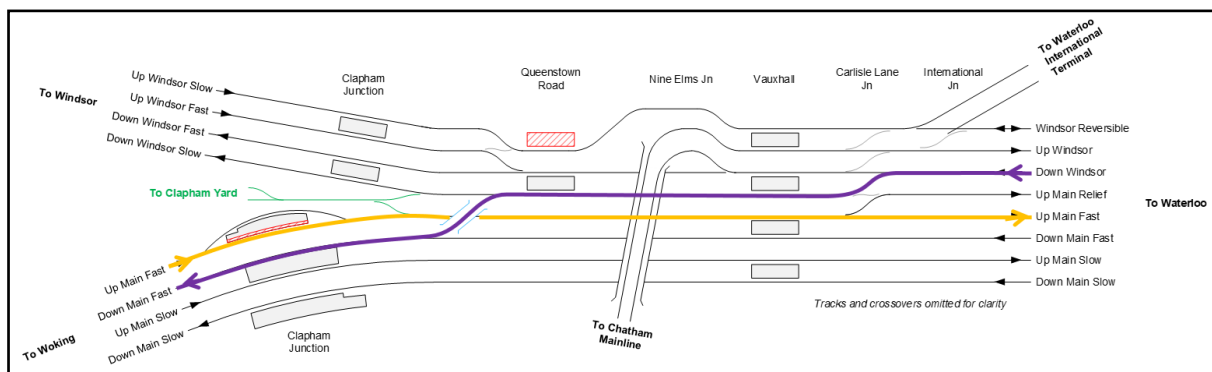 Up Windsor Slow
To Windsor
Up Windsor Fast
Down Windsor Fast
Down Windsor Slow
Clapham
Junction
Queenstown
Road
Nine Elms Jn
Vauxhall
Carlisle Lane
Jn
International
Jn
To Waterloo
International
Terminal
Windsor Reversible
Up Windsor
Down Windsor
Up Main Relief
Up Main Fast
Down Main Fast
Up Main Slow
Down Main Slow
To Waterloo
To Clapham Yard
Up Main Fast
Down Main Fast
Up Main Slow
Down Main Slow
To Woking
Clapham
Junction
To Chatham
Mainline
Tracks and crossovers omitted for clarity